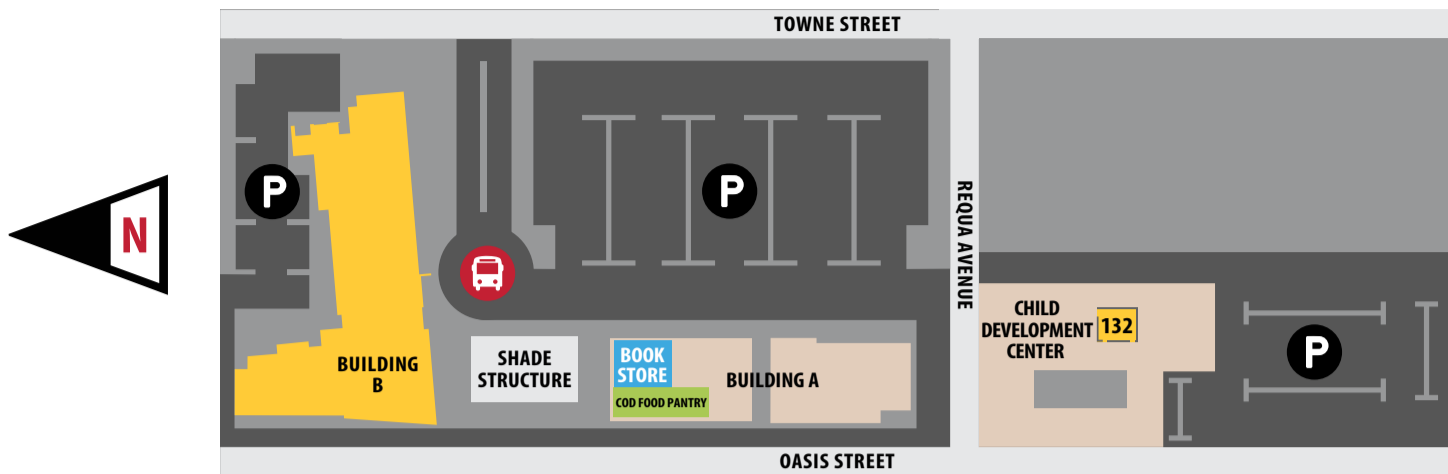 TOWNE STREET
P
P
N
REQUA AVENUE
BUILDING
B
SHADE
STRUCTURE
BOOK
STORE
COD FOOD PANTRY
BUILDING A
CHILD
DEVELOPMENT
CENTER
132
P
OASIS STREET